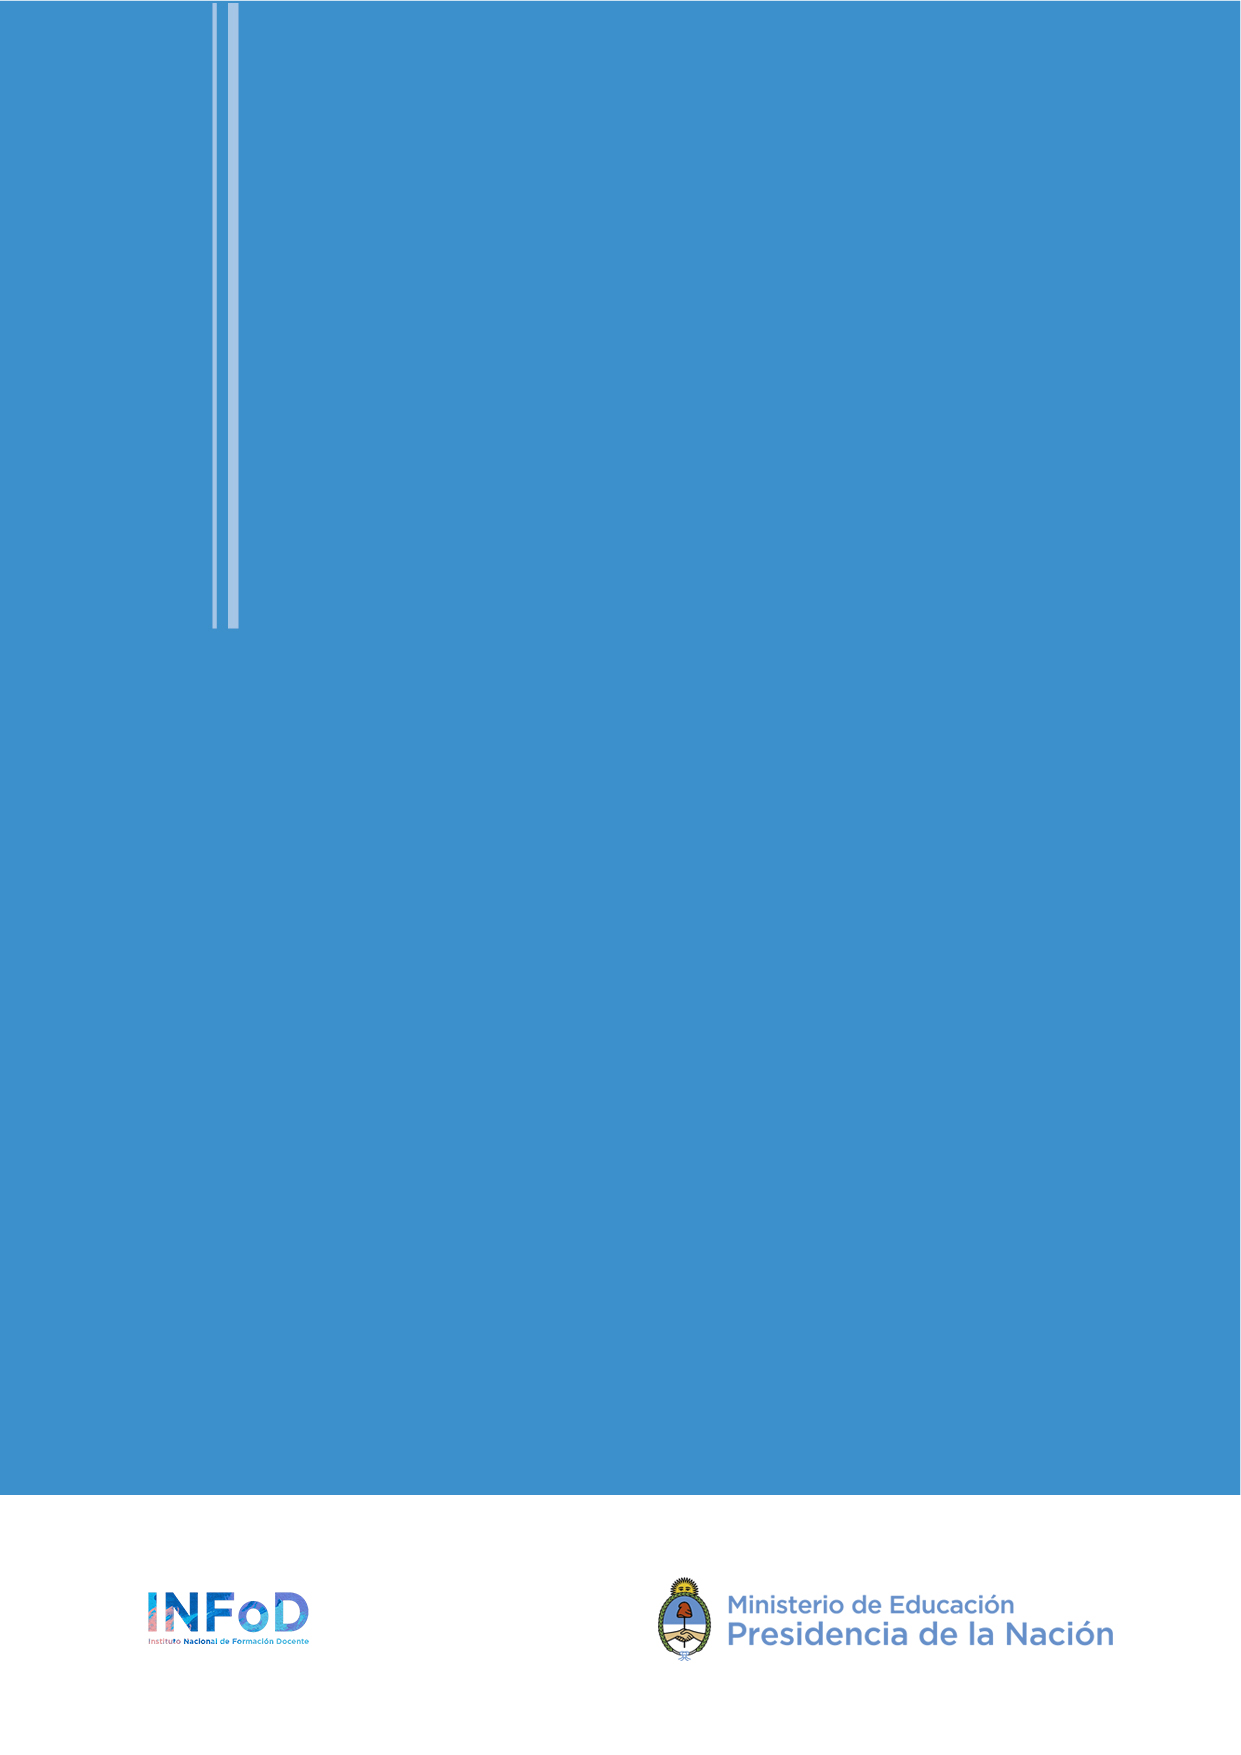 INFoD
Instituto Nacional de Formación Docente
Ministerio de Educación
Presidencia de la Nación